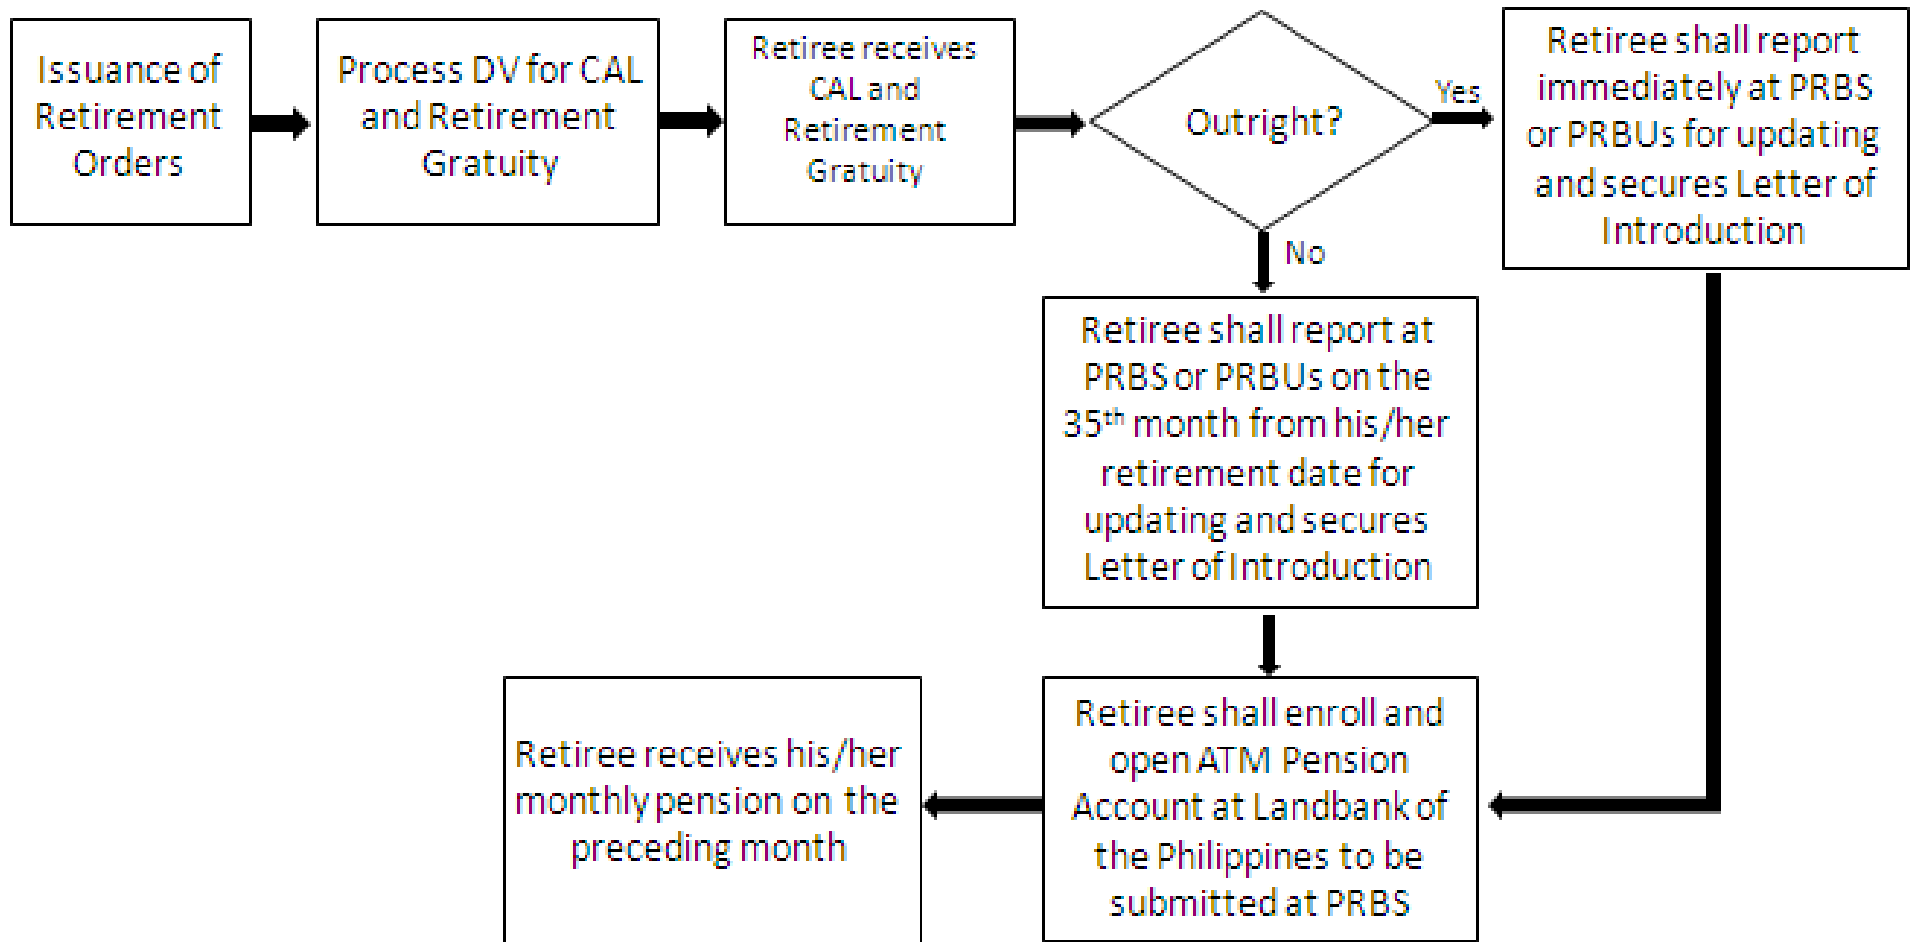 Issuance of
Retirement
Orders
Process DV for CAL
and Retirement
Gratuity
Retiree receives
CAL and
Retirement
Gratuity
Outright?
Yes
Retiree shall report
immediately at PRBS
or PRBUs for updating
and secures Letter of
Introduction
No
Retiree shall report at
PRBS or PRBUs on the
35th month from his/her
retirement date for
updating and secures
Letter of Introduction
Retiree shall enroll and
open ATM Pension
Account at Landbank of
the Philippines to be
submitted at PRBS
Retiree receives his/her
monthly pension on the
preceding month